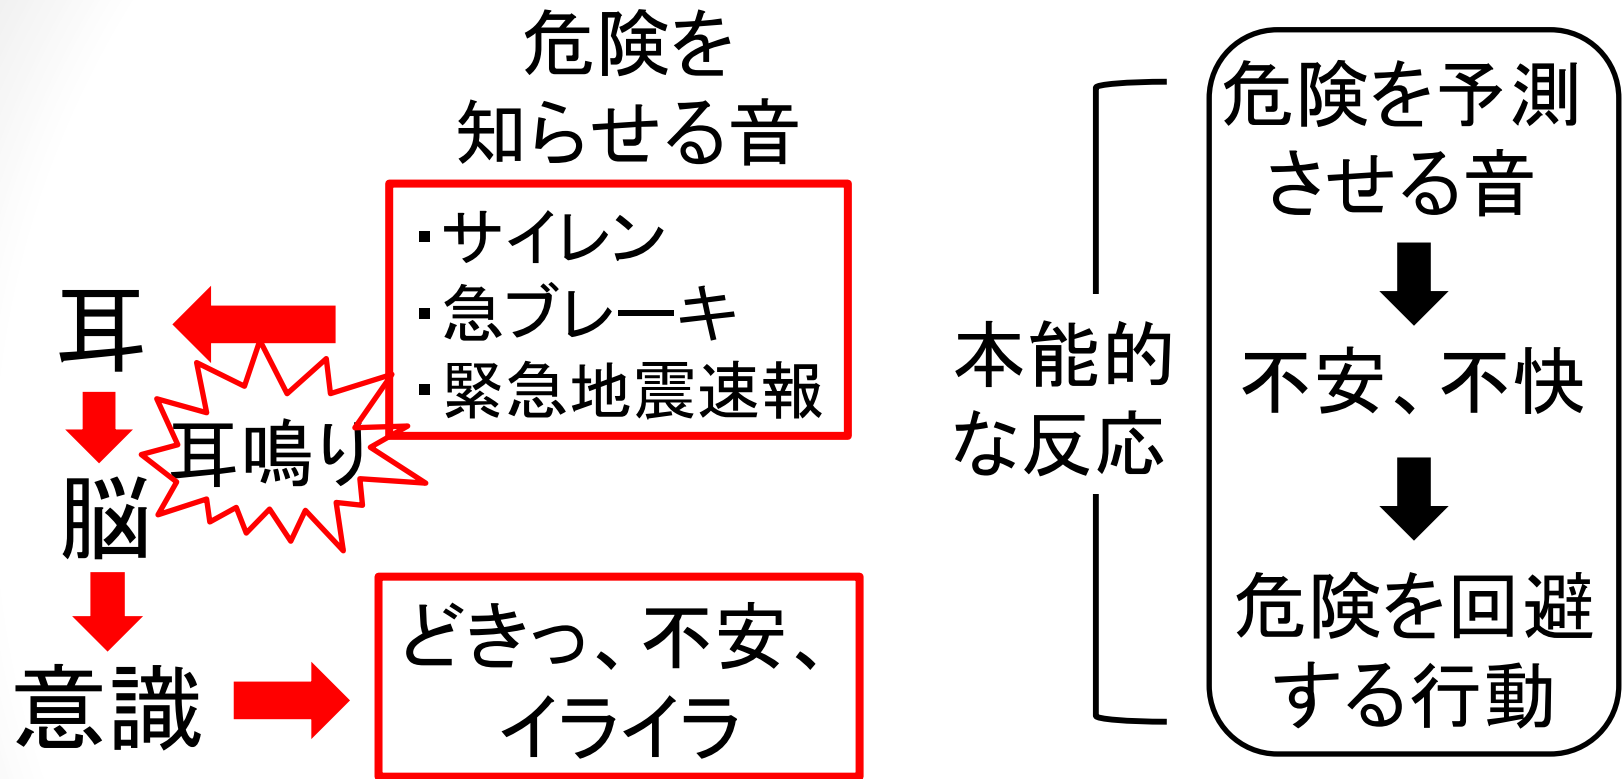 危険を
知らせる音
・サイレン
・急ブレーキ
・緊急地震速報
耳
耳鳴り
脳
意識
どきっ、不安、
イライラ
本能的
な反応
危険を予測
させる音
不安、不快
危険を回避
する行動